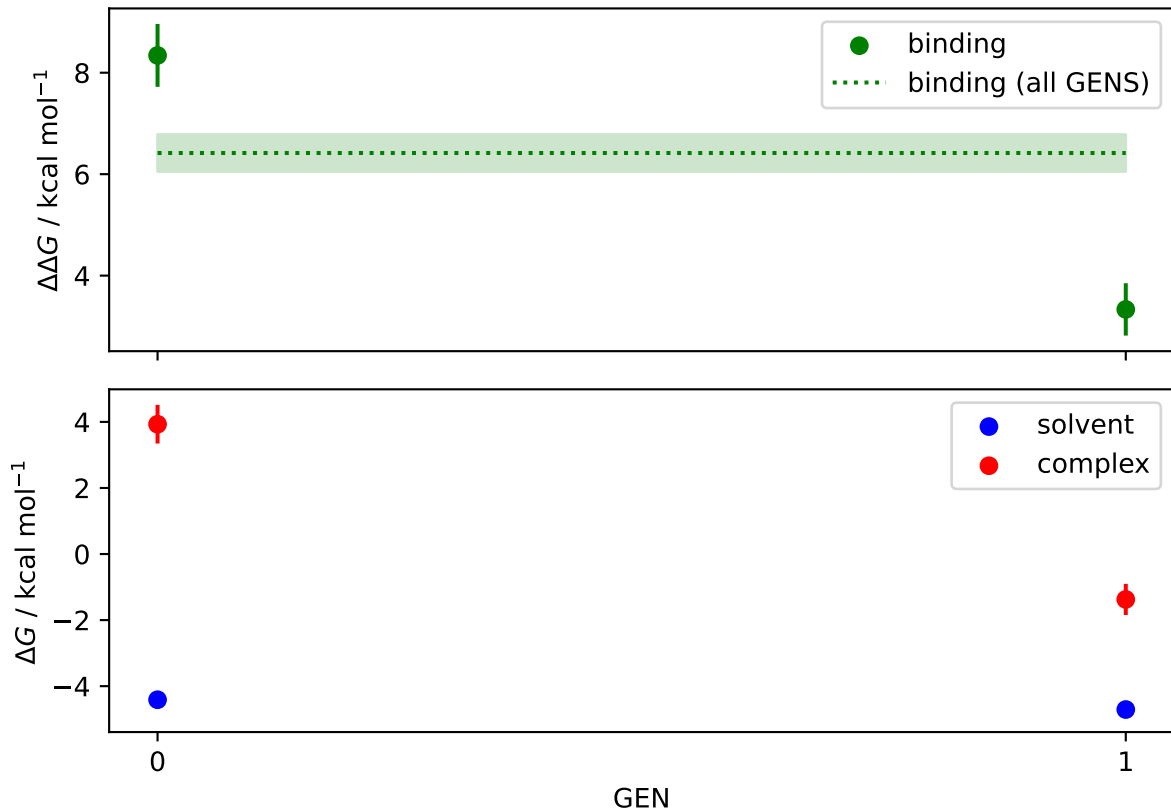 binding
binding (all GENS)
8
6
4
ΔΔG / kcal mol⁻¹
solvent
complex
4
2
0
−2
−4
ΔG / kcal mol⁻¹
0
1
GEN